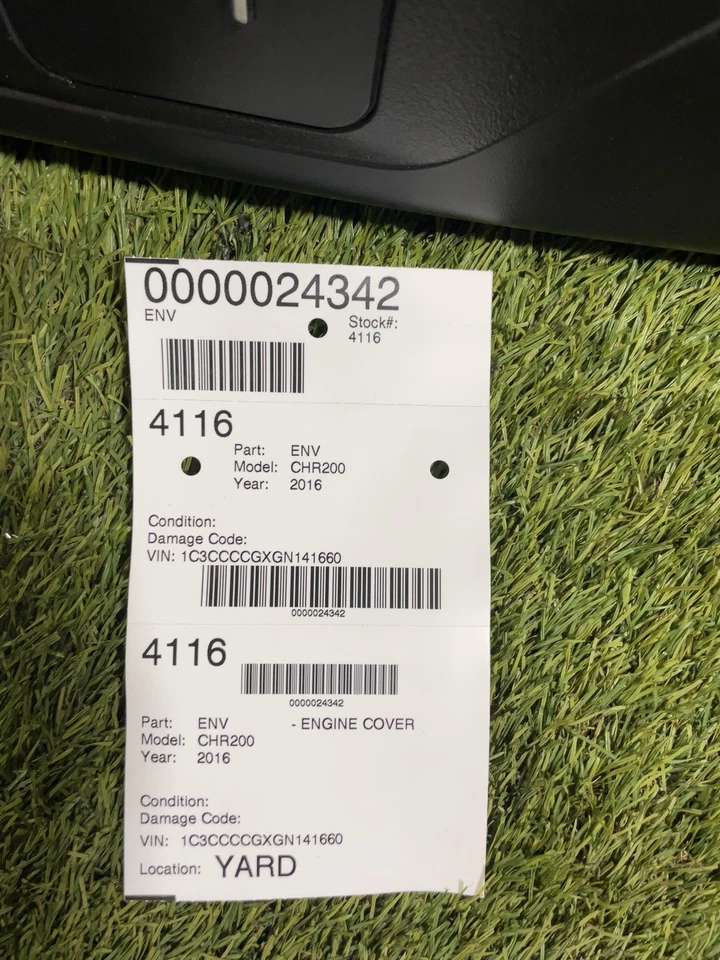 0000024342
ENV
Stock#:
4116
4116
Part: ENV
Model: CHR200
Year: 2016
Condition:
Damage Code:
VIN: 1C3CCCCGXGN141660
0000024342
4116
0000024342
Part: ENV - ENGINE COVER
Model: CHR200
Year: 2016
Condition:
Damage Code:
VIN: 1C3CCCCGXGN141660
Location: YARD